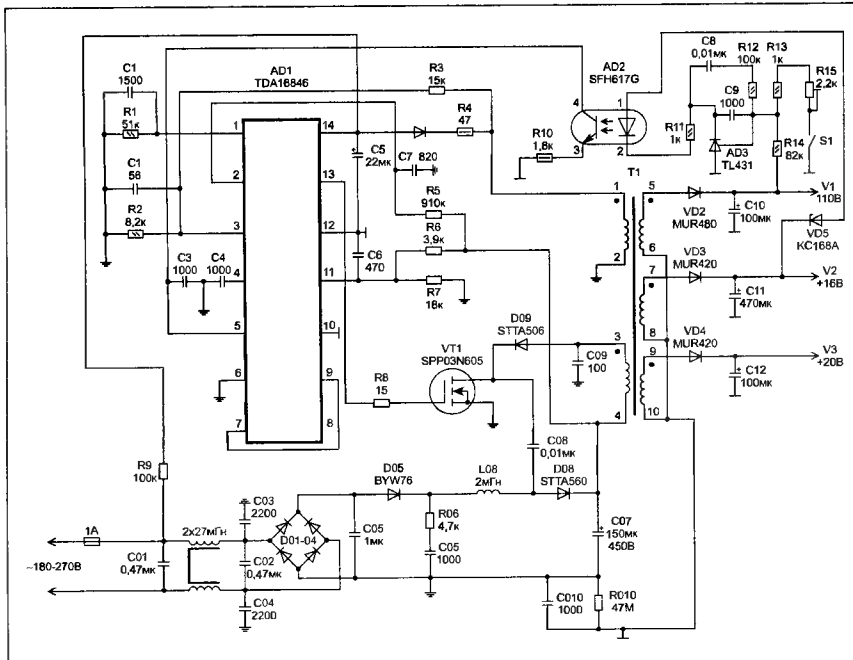 C1
1500
R1
51к
C1
56
R2
8,2к
C3
1000
C4
1000
AD1
TDA16846
1
2
3
4
5
6
7
14
13
12
11
10
9
8
R3
15к
R4
47
C5
22мк
C7 820
R5
910к
R6
3,9к
C6
470
R7
18к
R8
15
VT1
SPP03N605
D09
STTA506
C09
100
R10
1,8к
AD2
SFH617G
4
3
1
2
C8
0,01мк
R12
100к
R13
1к
R15
2,2к
C9
1000
R11
1к
AD3
TL431
R14
82к
S1
T1
1
2
3
4
5
6
7
8
9
10
VD2
MUR480
C10
100мк
V1
110В
VD5
КС168А
VD3
MUR420
C11
470мк
V2
+16В
VD4
MUR420
C12
100мк
V3
+20В
C08
0,01мк
D05
BYW76
L08
2мГн
D08
STTA560
R06
4,7к
C05
1000
C05
1мк
C07
150мк
450В
C010
1000
R010
47М
R9
100к
1А
2х27мГн
C03
2200
D01-04
C02
0,47мк
C01
0,47мк
C04
2200
~180-270В